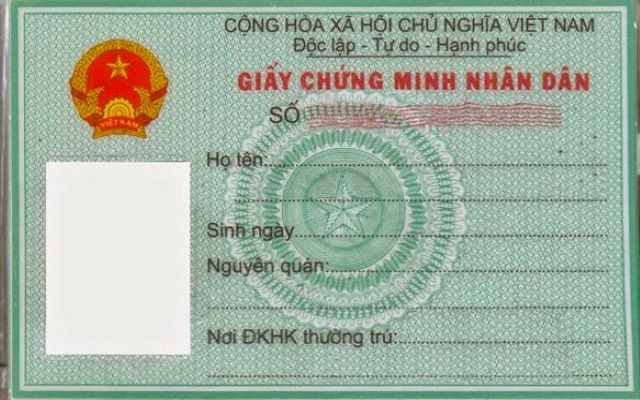 CỘNG HÒA XÃ HỘI CHỦ NGHĨA VIỆT NAM
Độc lập - Tự do - Hạnh phúc
GIẤY CHỨNG MINH NHÂN DÂN
SỐ
VIỆT NAM
Họ tên:
Sinh ngày
Nguyên quán:
Nơi ĐKHK thường trú: